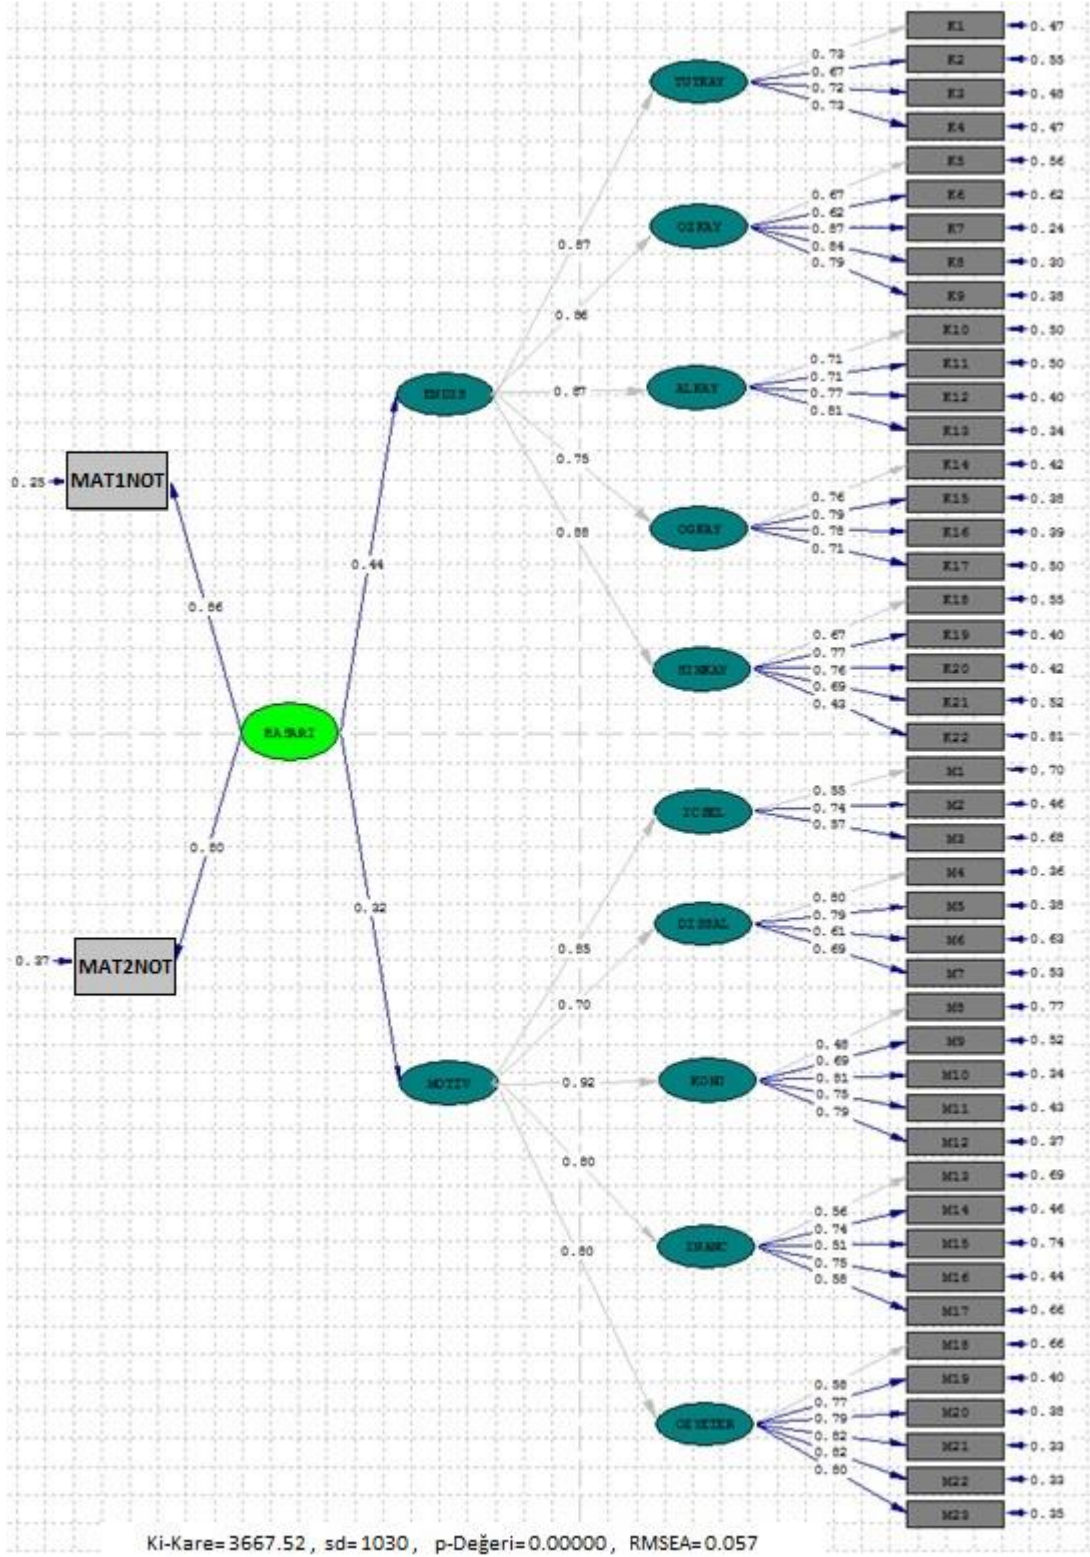 K1 0.47
0.73
K2 0.55
0.67
TUTKAY
0.72
K3 0.48
0.73
K4 0.47
K5 0.56
0.67
K6 0.62
0.62
OZKAY
0.87
K7 0.24
0.84
K8 0.30
0.79
K9 0.38
0.87
0.86
K10 0.50
0.71
K11 0.50
0.71
0.87
ALKAY
0.77
K12 0.40
0.81
K13 0.34
0.75
K14 0.42
0.76
MAT1NOT
0.25
K15 0.38
0.79
OGKAY
0.78
K16 0.39
0.88
0.71
K17 0.50
0.44
0.86
K18 0.55
0.67
K19 0.40
0.77
SINKAY
0.76
K20 0.42
0.69
K21 0.52
0.43
K22 0.81
BASARI
M1 0.70
0.55
M2 0.46
0.74
ICSEL
0.57
M3 0.68
0.80
0.32
M4 0.36
0.80
M5 0.38
0.79
DISSAL
0.61
M6 0.63
0.69
M7 0.53
0.85
0.37
MAT2NOT
0.70
M8 0.77
0.48
M9 0.52
0.69
MOTIV
0.92
KONU
0.81
M10 0.34
0.75
M11 0.43
0.79
M12 0.37
0.80
M13 0.69
0.56
M14 0.46
0.74
0.80
0.51
M15 0.74
0.75
M16 0.44
0.58
M17 0.66
M18 0.66
0.58
M19 0.40
0.77
OZYETER
0.79
M20 0.38
0.82
M21 0.33
0.82
M22 0.33
0.80
M23 0.35
Ki-Kare=3667.52 , sd=1030 , p-Değeri=0.00000 , RMSEA=0.057